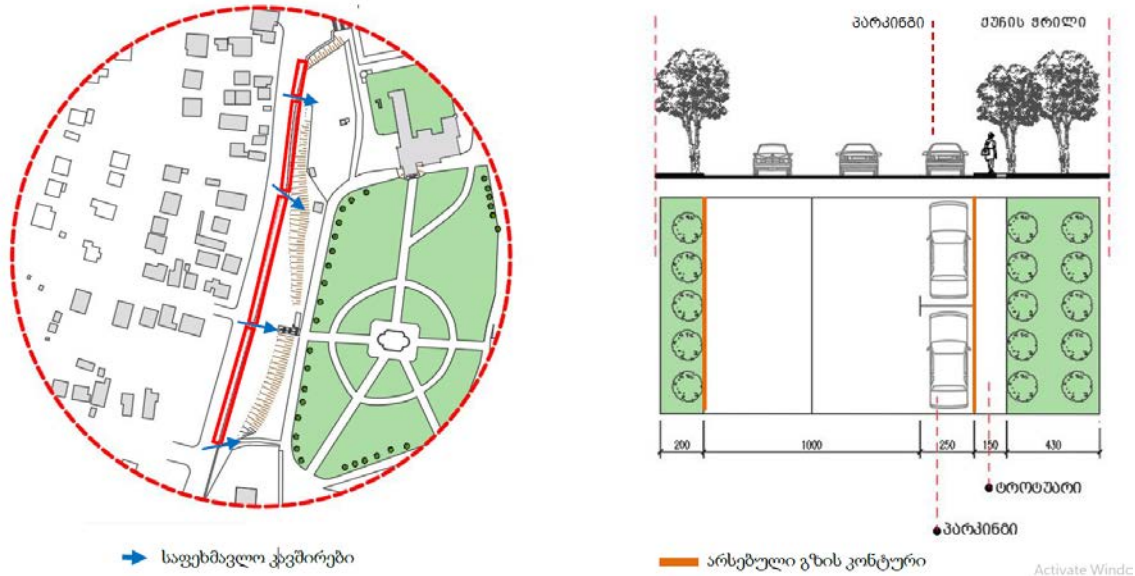 პარკინგი
ქუჩის ჭრილი
200
1000
250
150
430
ტროტუარი
პარკინგი
საფეხმავლო კავშირები
არსებული გზის კონტური
Activate Windc